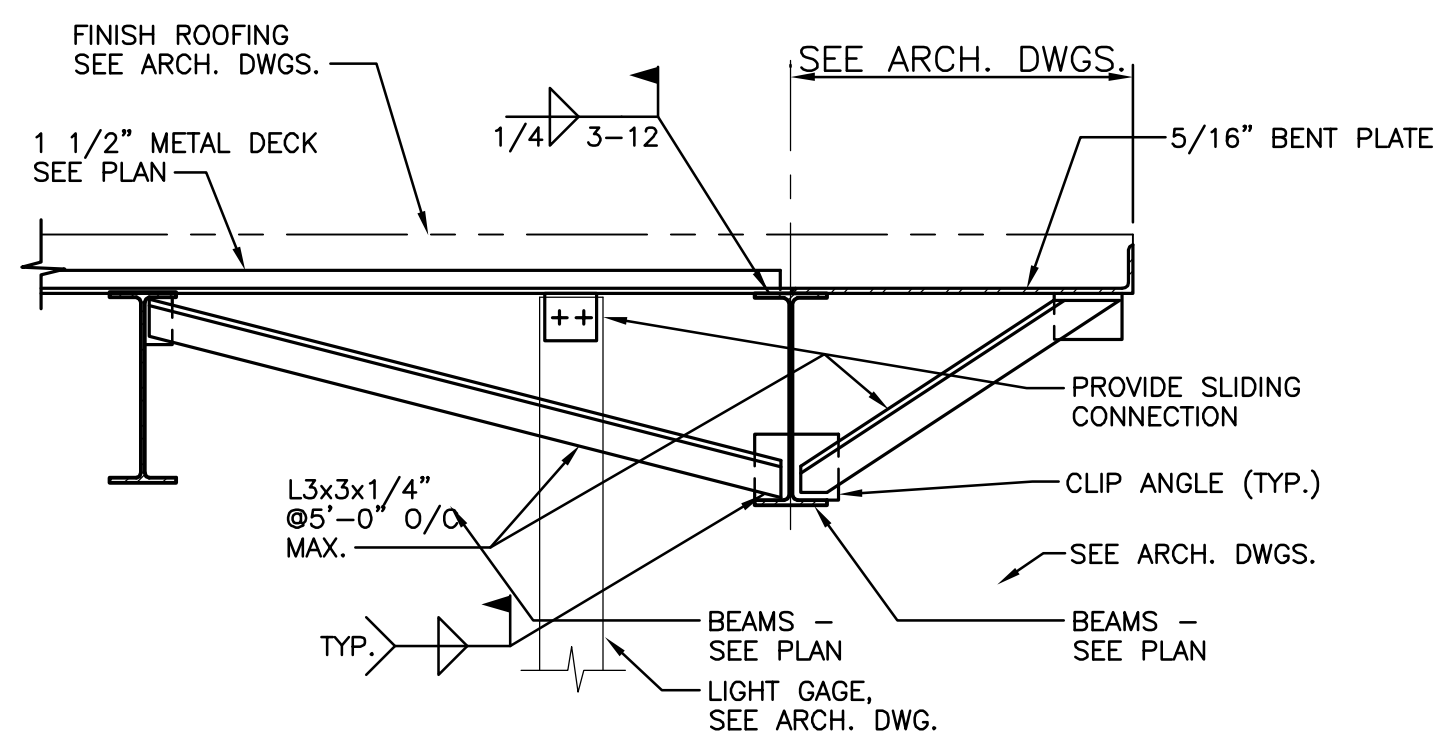 FINISH ROOFING
SEE ARCH. DWGS.
SEE ARCH. DWGS.
1/4 3-12
1 1/2" METAL DECK
SEE PLAN
5/16" BENT PLATE
PROVIDE SLIDING
CONNECTION
L3x3x1/4"
@5'-0" O/C
MAX.
CLIP ANGLE (TYP.)
SEE ARCH. DWGS.
TYP.
BEAMS -
SEE PLAN
BEAMS -
SEE PLAN
LIGHT GAGE,
SEE ARCH. DWG.